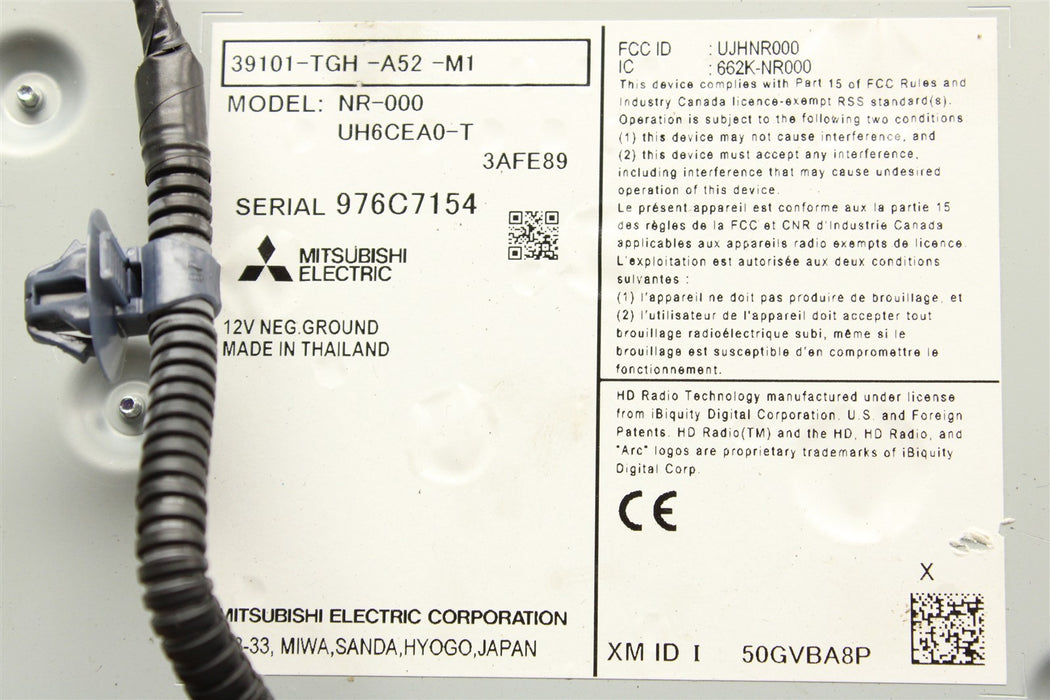 39101-TGH -A52 -M1
MODEL: NR-000
UH6CEA0-T
3AFE89
SERIAL 976C7154
MITSUBISHI
ELECTRIC
12V NEG.GROUND
MADE IN THAILAND
MITSUBISHI ELECTRIC CORPORATION
-33, MIWA,SANDA,HYOGO,JAPAN
FCC ID : UJHNR000
IC : 662K-NR000
This device complies with Part 15 of FCC Rules and
Industry Canada licence-exempt RSS standard(s).
Operation is subject to the following two conditions
(1) this device may not cause interference, and
(2) this device must accept any interference,
including interference that may cause undesired
operation of this device.
Le présent appareil est conforme aux la partie 15
des règles de la FCC et CNR d'Industrie Canada
applicables aux appareils radio exempts de licence.
L'exploitation est autorisée aux deux conditions
suivantes :
(1) l'appareil ne doit pas produire de brouillage, et
(2) l'utilisateur de l'appareil doit accepter tout
brouillage radioélectrique subi, même si le
brouillage est susceptible d'en compromettre le
fonctionnement.
HD Radio Technology manufactured under license
from iBiquity Digital Corporation. U.S. and Foreign
Patents. HD Radio(TM) and the HD, HD Radio, and
"Arc" logos are proprietary trademarks of iBiquity
Digital Corp.
CE
X
XM ID I 50GVBA8P